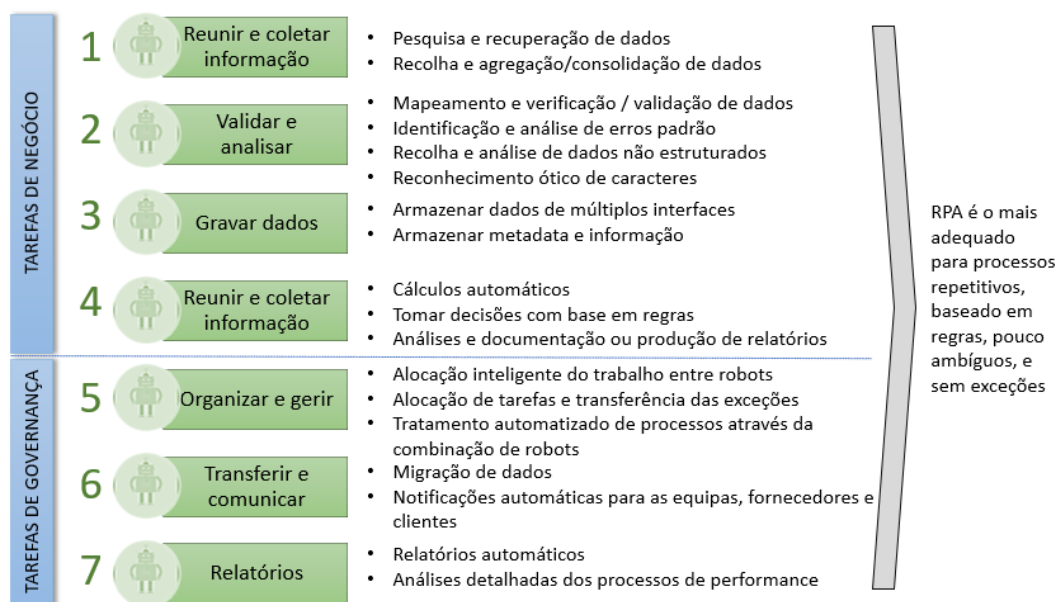 TAREFAS DE NEGÓCIO
1
Reunir e coletar
informação
• Pesquisa e recuperação de dados
• Recolha e agregação/consolidação de dados
2
Validar e
analisar
• Mapeamento e verificação / validação de dados
• Identificação e análise de erros padrão
• Recolha e análise de dados não estruturados
• Reconhecimento ótico de caracteres
3
Gravar dados
• Armazenar dados de múltiplos interfaces
• Armazenar metadata e informação
4
Reunir e coletar
informação
• Cálculos automáticos
• Tomar decisões com base em regras
• Análises e documentação ou produção de relatórios
TAREFAS DE GOVERNANÇA
5
Organizar e gerir
• Alocação inteligente do trabalho entre robots
• Alocação de tarefas e transferência das exceções
• Tratamento automatizado de processos através da
combinação de robots
6
Transferir e
comunicar
• Migração de dados
• Notificações automáticas para as equipas, fornecedores e
clientes
7
Relatórios
• Relatórios automáticos
• Análises detalhadas dos processos de performance
RPA é o mais
adequado
para processos
repetitivos,
baseado em
regras, pouco
ambíguos, e
sem exceções